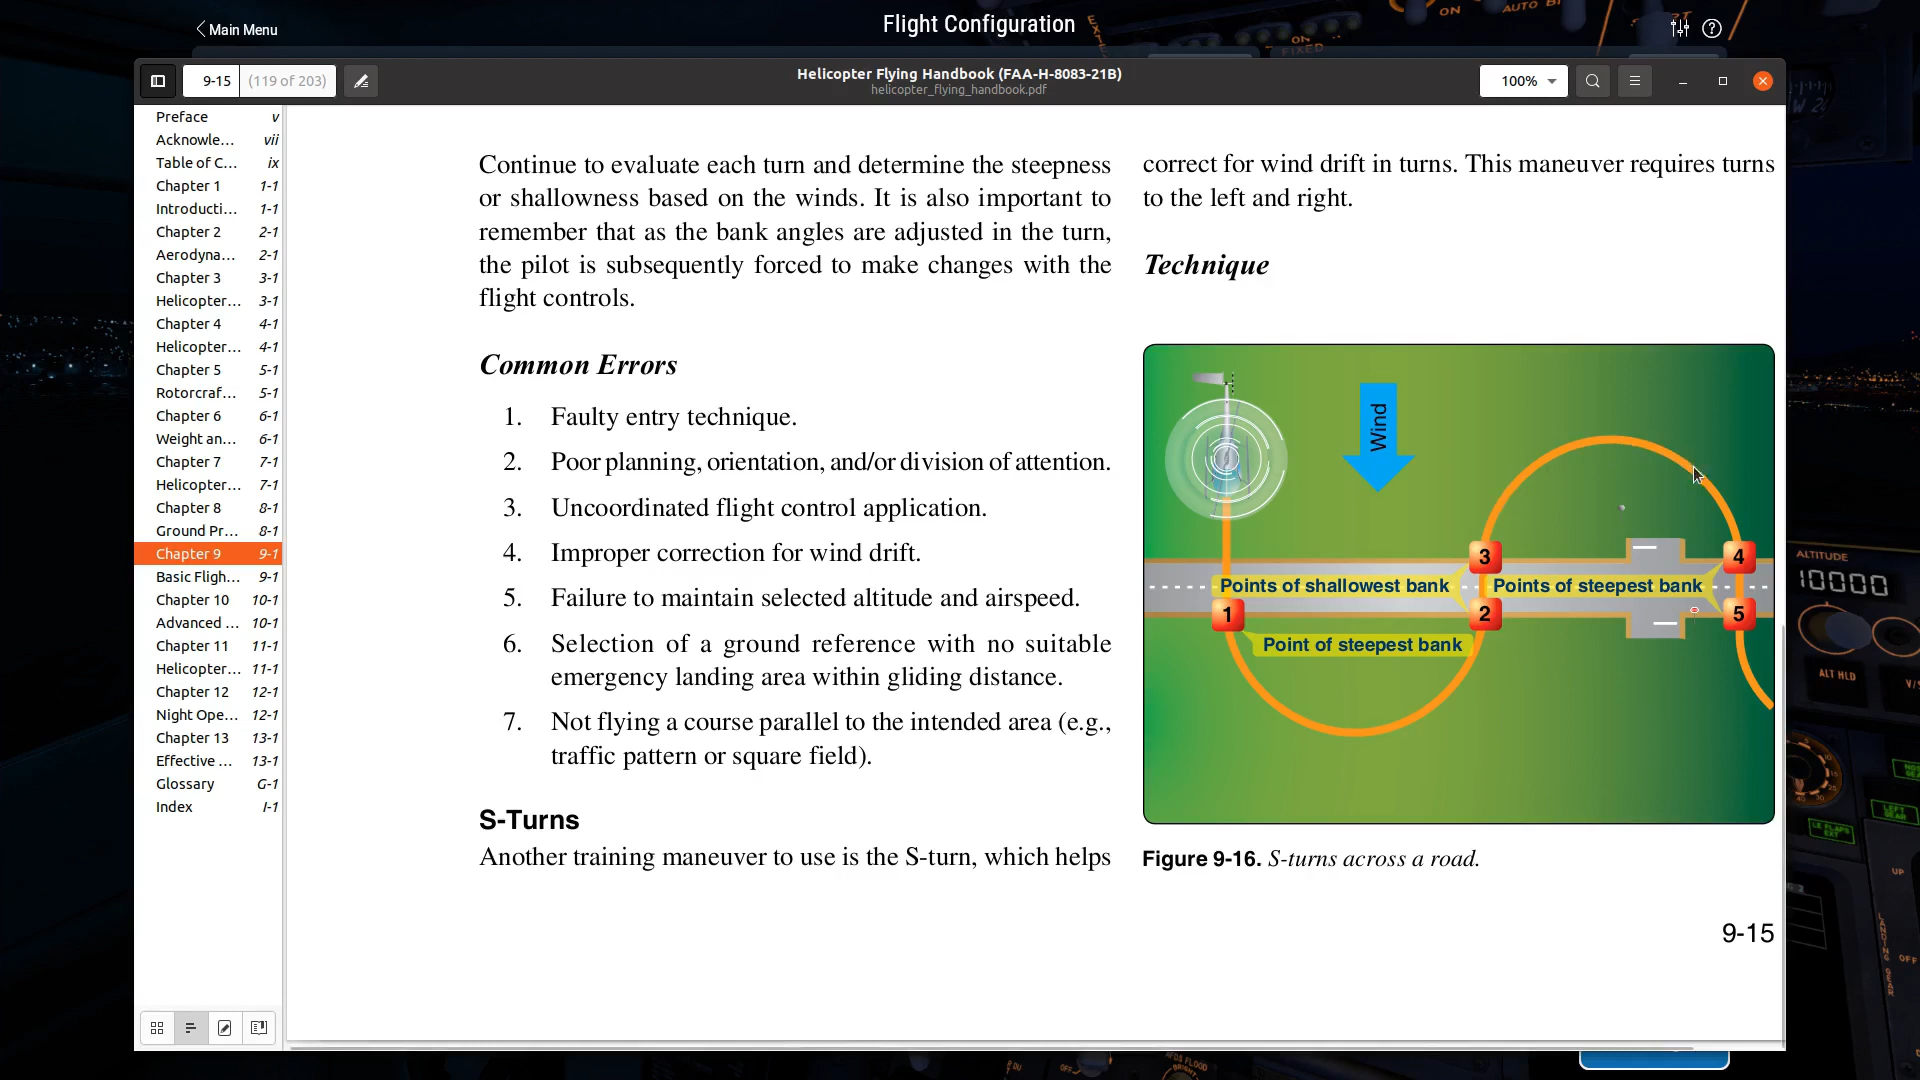 Main Menu
Flight Configuration
9-15
(119 of 203)
Helicopter Flying Handbook (FAA-H-8083-21B)
helicopter_flying_handbook.pdf
100%
Preface v
Acknowle... vii
Table of C... ix
Chapter 1 1-1
Introducti... 1-1
Chapter 2 2-1
Aerodyna... 2-1
Chapter 3 3-1
Helicopter... 3-1
Chapter 4 4-1
Helicopter... 4-1
Chapter 5 5-1
Rotorcraf... 5-1
Chapter 6 6-1
Weight an... 6-1
Chapter 7 7-1
Helicopter... 7-1
Chapter 8 8-1
Ground Pr... 8-1
Chapter 9 9-1
Basic Fligh... 9-1
Chapter 10 10-1
Advanced ... 10-1
Chapter 11 11-1
Helicopter... 11-1
Chapter 12 12-1
Night Ope... 12-1
Chapter 13 13-1
Effective ... 13-1
Glossary G-1
Index I-1
Continue to evaluate each turn and determine the steepness
or shallowness based on the winds. It is also important to
remember that as the bank angles are adjusted in the turn,
the pilot is subsequently forced to make changes with the
flight controls.
Common Errors
1. Faulty entry technique.
2. Poor planning, orientation, and/or division of attention.
3. Uncoordinated flight control application.
4. Improper correction for wind drift.
5. Failure to maintain selected altitude and airspeed.
6. Selection of a ground reference with no suitable
emergency landing area within gliding distance.
7. Not flying a course parallel to the intended area (e.g.,
traffic pattern or square field).
S-Turns
Another training maneuver to use is the S-turn, which helps
correct for wind drift in turns. This maneuver requires turns
to the left and right.
Technique
Wind
3
4
Points of shallowest bank
Points of steepest bank
1
2
5
Point of steepest bank
Figure 9-16. S-turns across a road.
9-15
ON
AUTO
ON
FIXED
ALTITUDE
10000
ALT HLD
V/S
LEFT
GEAR
LE FLAPS
EXT
UP
LANDING GEAR
OFF
OFF